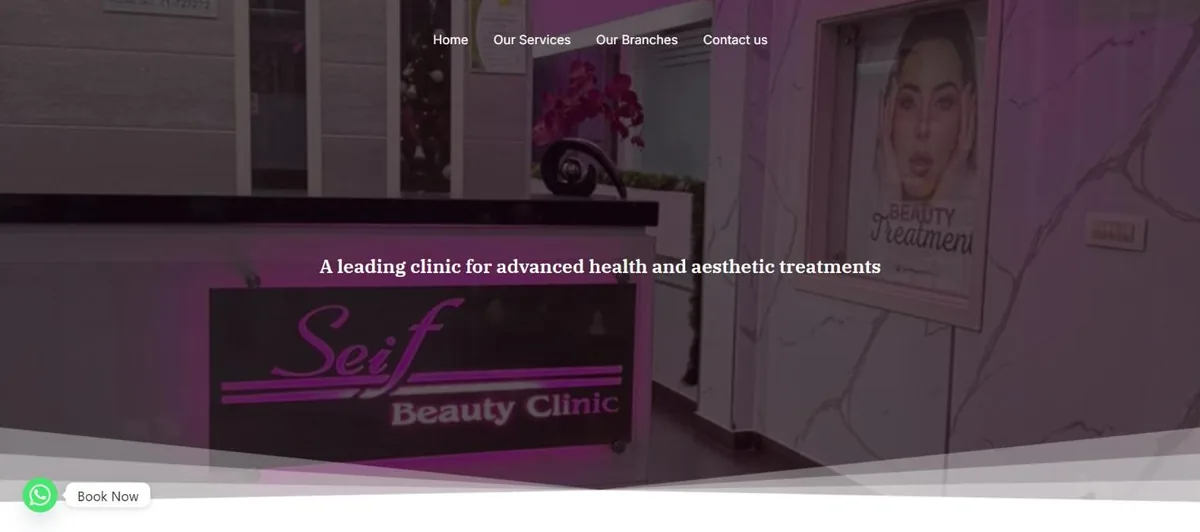 Home
Our Services
Our Branches
Contact us
BEAUTY
Treatment
A leading clinic for advanced health and aesthetic treatments
Seif
Beauty Clinic
Book Now